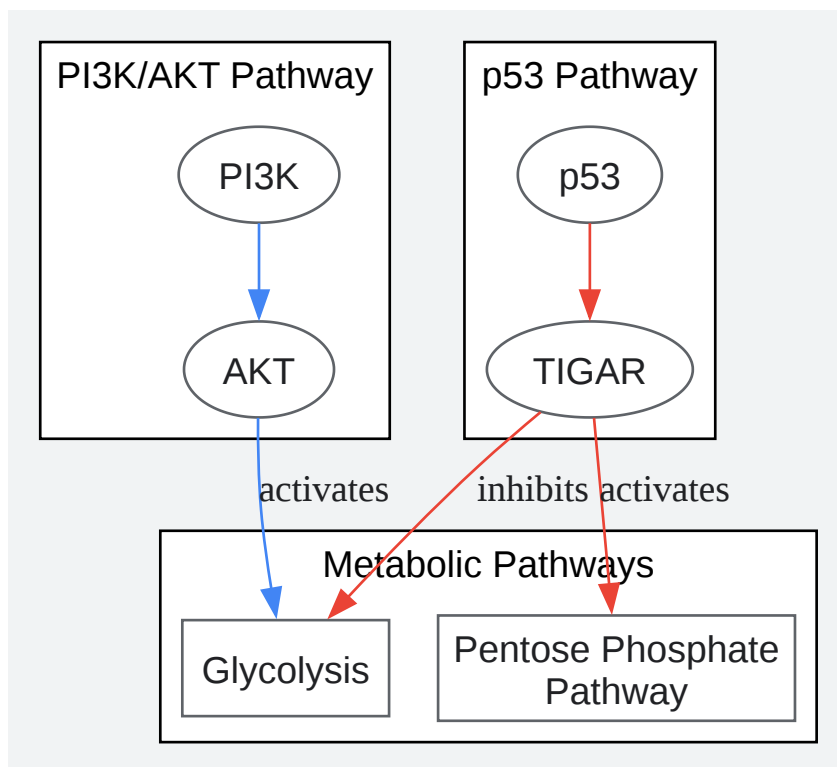 PI3K/AKT Pathway
p53 Pathway
PI3K
p53
AKT
TIGAR
activates
inhibits
activates
Metabolic Pathways
Glycolysis
Pentose Phosphate
Pathway